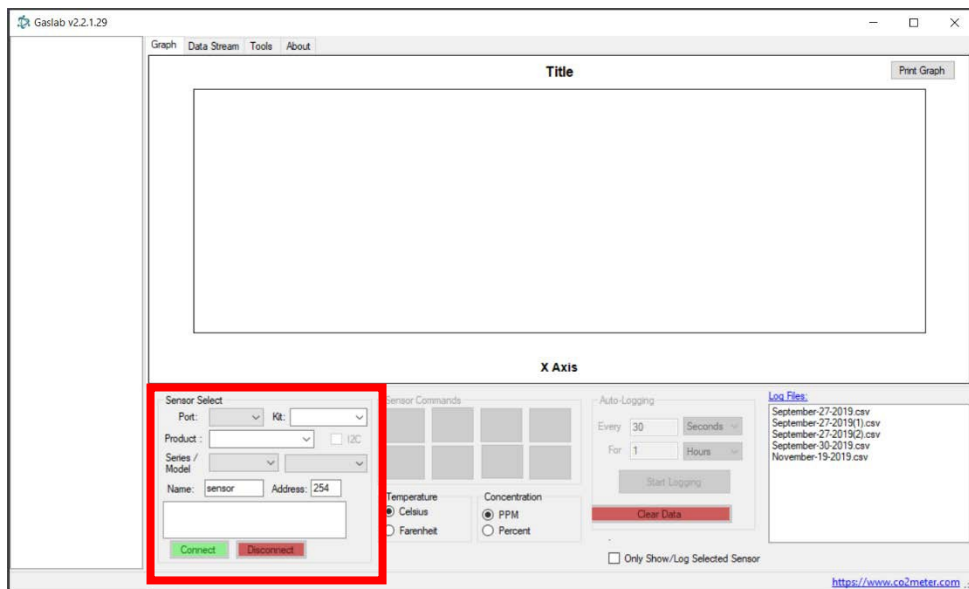 Gaslab v2.2.1.29
Graph Data Stream Tools About
Title
Print Graph
X Axis
Sensor Select
Port: Kit:
Product : I2C
Series / Model
Name: sensor Address: 254
Connect Disconnect
Sensor Commands
Temperature
Celsius
Farenheit
Concentration
PPM
Percent
Auto-Logging
Every 30 Seconds
For 1 Hours
Start Logging
Clear Data
Only Show/Log Selected Sensor
Log Files:
September-27-2019.csv
September-27-2019(1).csv
September-27-2019(2).csv
September-30-2019.csv
November-19-2019.csv
https://www.co2meter.com